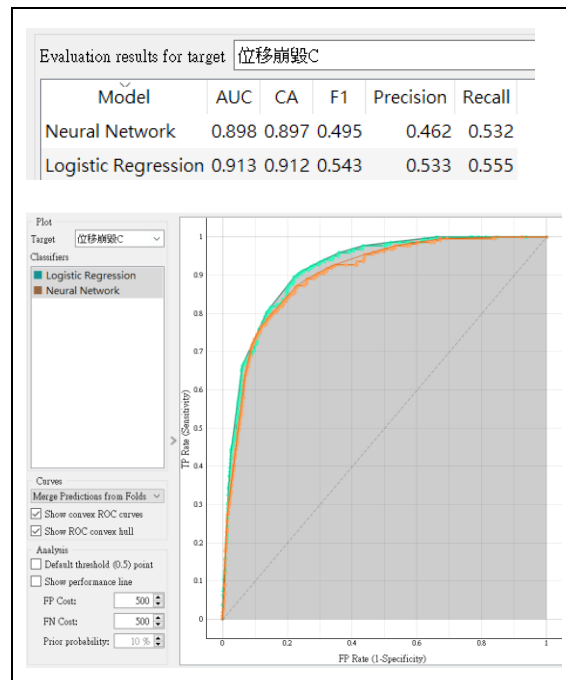 Evaluation results for target 位移崩毀C
Model AUC CA F1 Precision Recall
Neural Network 0.898 0.897 0.495 0.462 0.532
Logistic Regression 0.913 0.912 0.543 0.533 0.555
Plot
Target 位移崩毀C
Classifiers
Logistic Regression
Neural Network
Curves
Merge Predictions from Folds
Show convex ROC curves
Show ROC convex hull
Analysis
Default threshold (0.5) point
Show performance line
FP Cost: 500
FN Cost: 500
Prior probability: 10 %
TP Rate (Sensitivity)
1
0.9
0.8
0.7
0.6
0.5
0.4
0.3
0.2
0.1
0
0 0.2 0.4 0.6 0.8 1
FP Rate (1-Specificity)